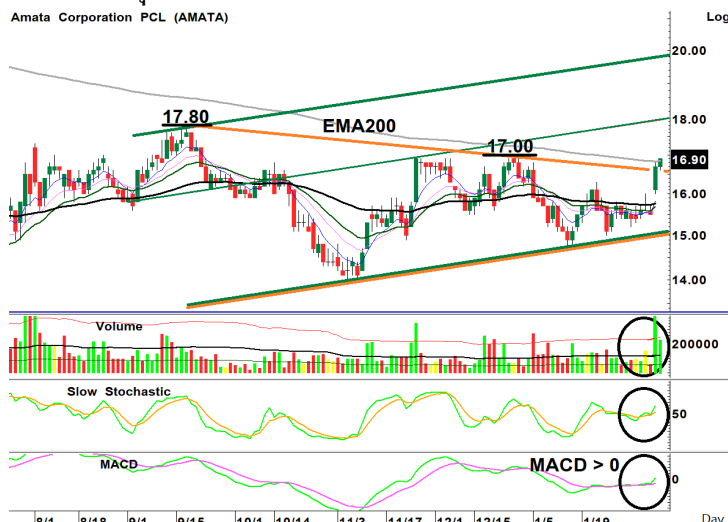 Amata Corporation PCL (AMATA)
Log
20.00
17.80
EMA200
18.00
17.00
16.90
16.00
15.00
14.00
Volume
200000
Slow Stochastic
50
MACD
MACD > 0
0
8/1 8/18 9/1 9/15 10/1 10/14 11/3 11/17 12/1 12/15 1/5 1/19 Day